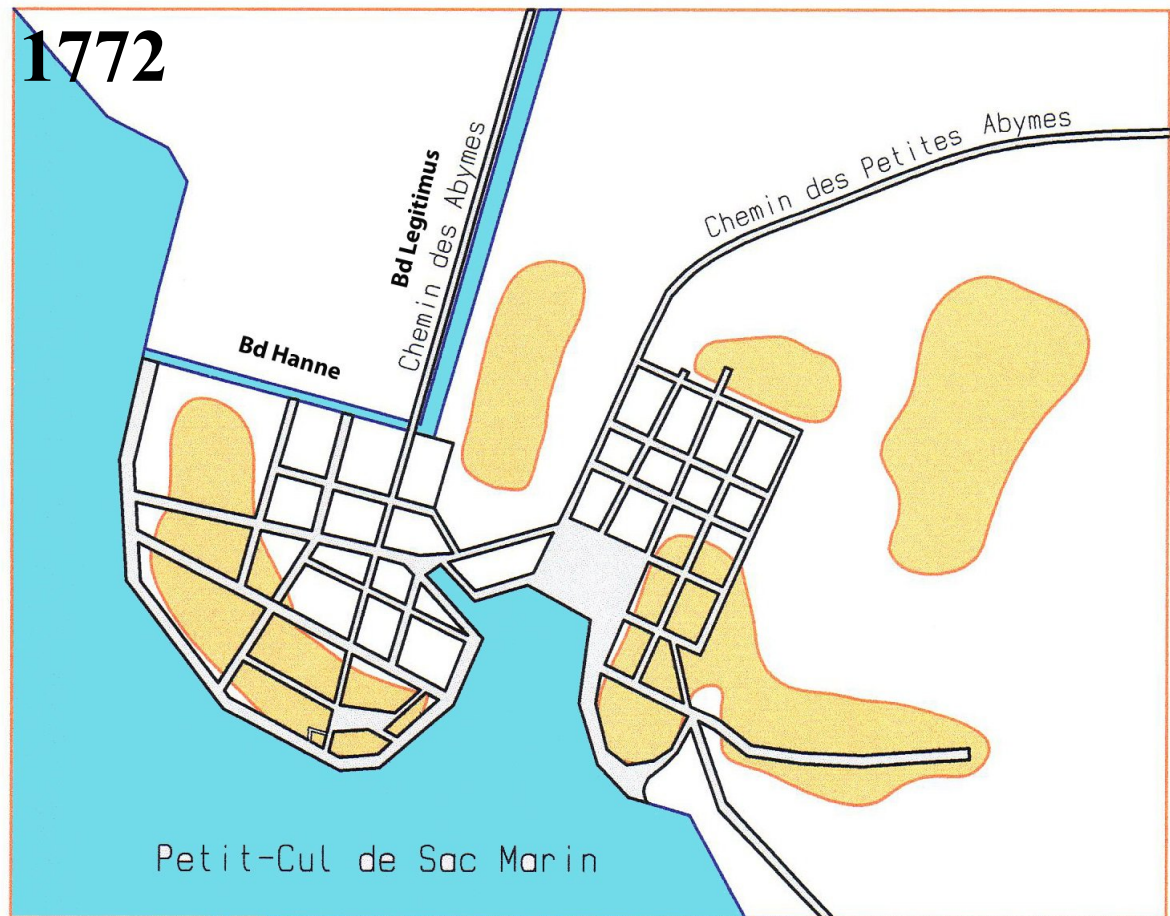 1772
Chemin des Petites Abymes
Bd Legitimus
Chemin des Abymes
Bd Hanne
Petit-Cul de Sac Marin